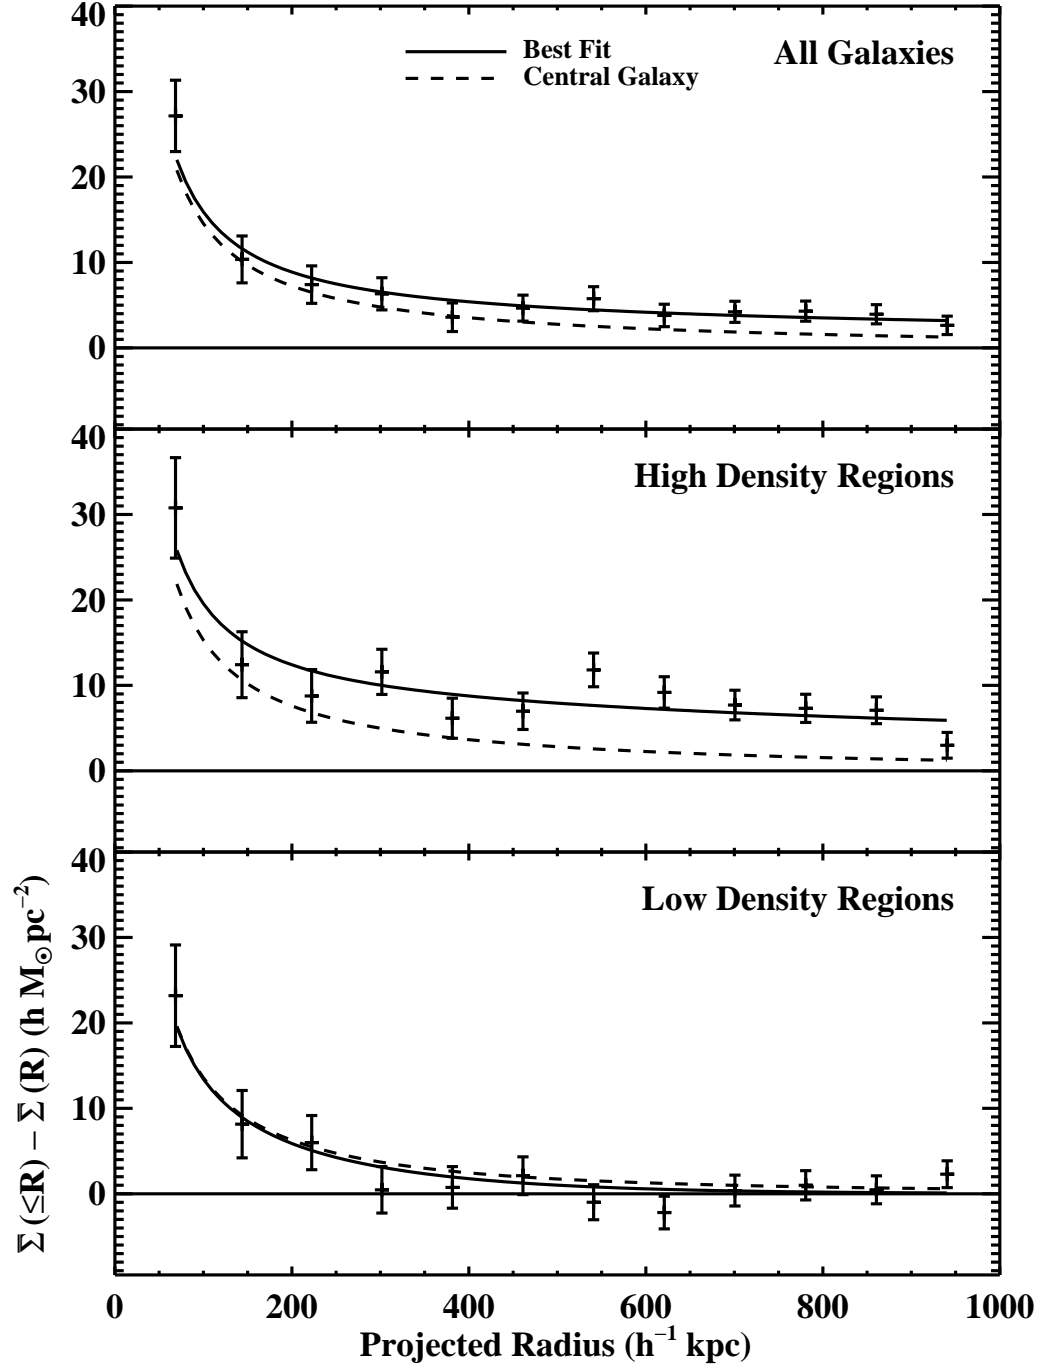 40
Best Fit
All Galaxies
Central Galaxy
30
20
10
0
40
High Density Regions
30
20
10
0
40
Low Density Regions
30
20
10
0
Σ̄ (≤R) − Σ̄ (R) (h M⊙pc⁻²)
0 200 400 600 800 1000
Projected Radius (h⁻¹ kpc)